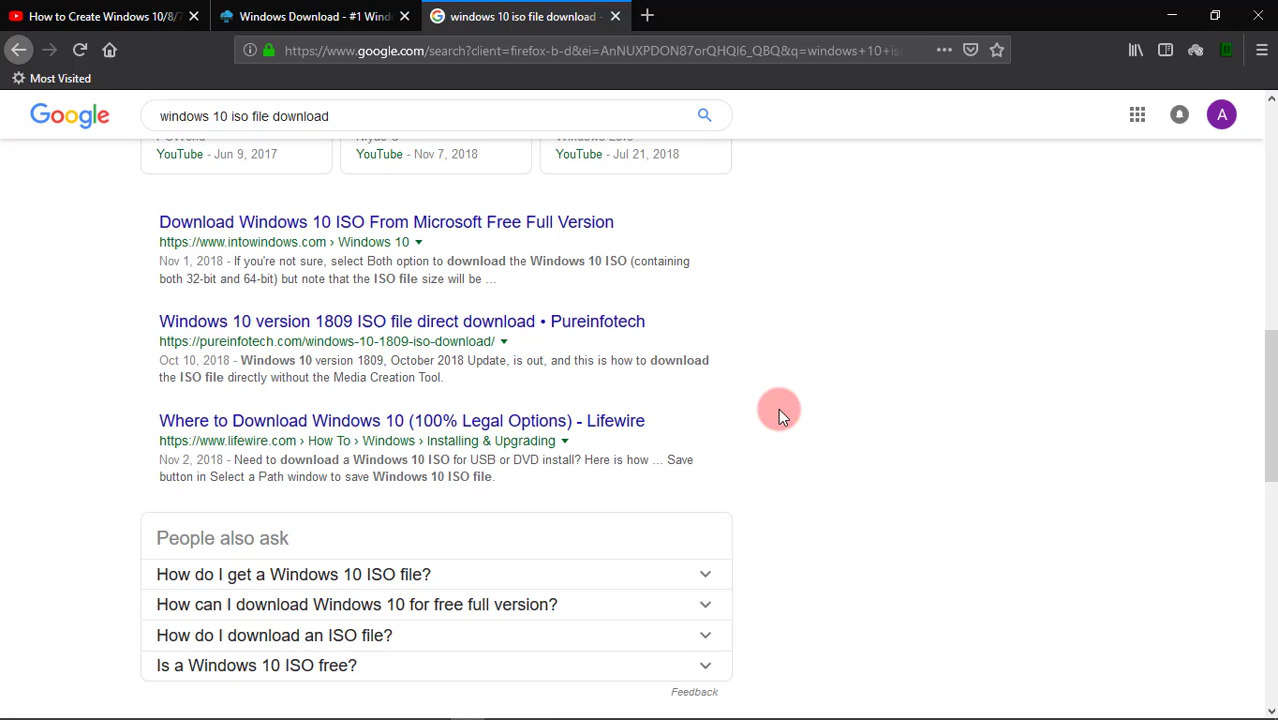 How to Create Windows 10/8/7
Windows Download - #1 Wind
windows 10 iso file download -
https://www.google.com/search?client=firefox-b-d&ei=AnNUXPDON87orQHQl6_QBQ&q=windows+10+is
Most Visited
Google
windows 10 iso file download
A
YouTube - Jun 9, 2017
YouTube - Nov 7, 2018
YouTube - Jul 21, 2018
Download Windows 10 ISO From Microsoft Free Full Version
https://www.intowindows.com › Windows 10
Nov 1, 2018 - If you're not sure, select Both option to download the Windows 10 ISO (containing
both 32-bit and 64-bit) but note that the ISO file size will be ...
Windows 10 version 1809 ISO file direct download • Pureinfotech
https://pureinfotech.com/windows-10-1809-iso-download/
Oct 10, 2018 - Windows 10 version 1809, October 2018 Update, is out, and this is how to download
the ISO file directly without the Media Creation Tool.
Where to Download Windows 10 (100% Legal Options) - Lifewire
https://www.lifewire.com › How To › Windows › Installing & Upgrading
Nov 2, 2018 - Need to download a Windows 10 ISO for USB or DVD install? Here is how ... Save
button in Select a Path window to save Windows 10 ISO file.
People also ask
How do I get a Windows 10 ISO file?
How can I download Windows 10 for free full version?
How do I download an ISO file?
Is a Windows 10 ISO free?
Feedback